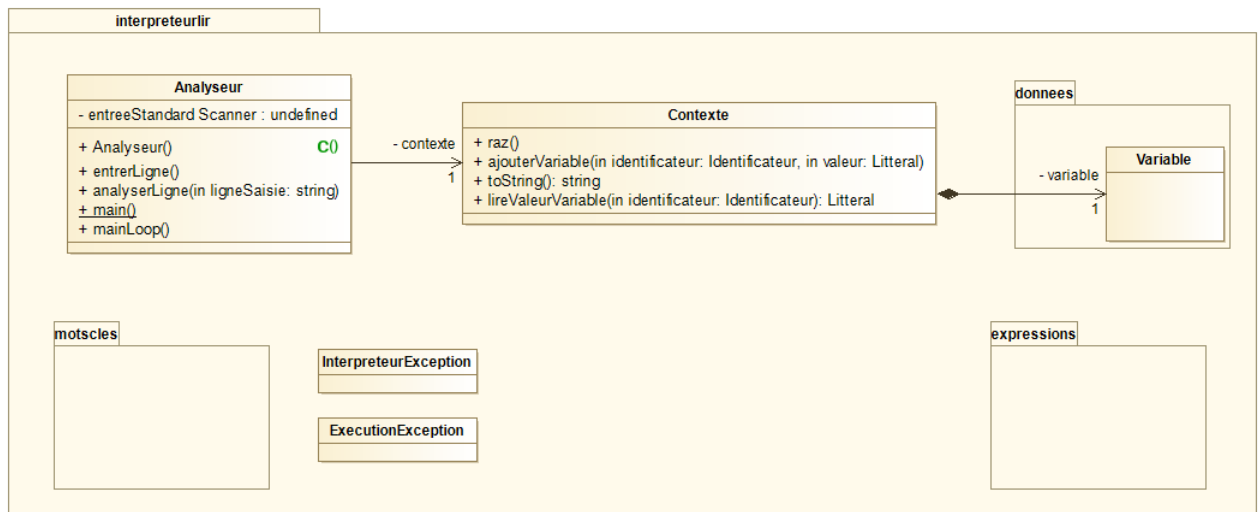 interpreteurlir
Analyseur
- entreeStandard Scanner : undefined
+ Analyseur() C()
+ entrerLigne()
+ analyserLigne(in ligneSaisie: string)
+ main()
+ mainLoop()
- contexte
1
Contexte
+ raz()
+ ajouterVariable(in identificateur: Identificateur, in valeur: Litteral)
+ toString(): string
+ lireValeurVariable(in identificateur: Identificateur): Litteral
donnees
- variable
1
Variable
motscles
InterpreteurException
ExecutionException
expressions